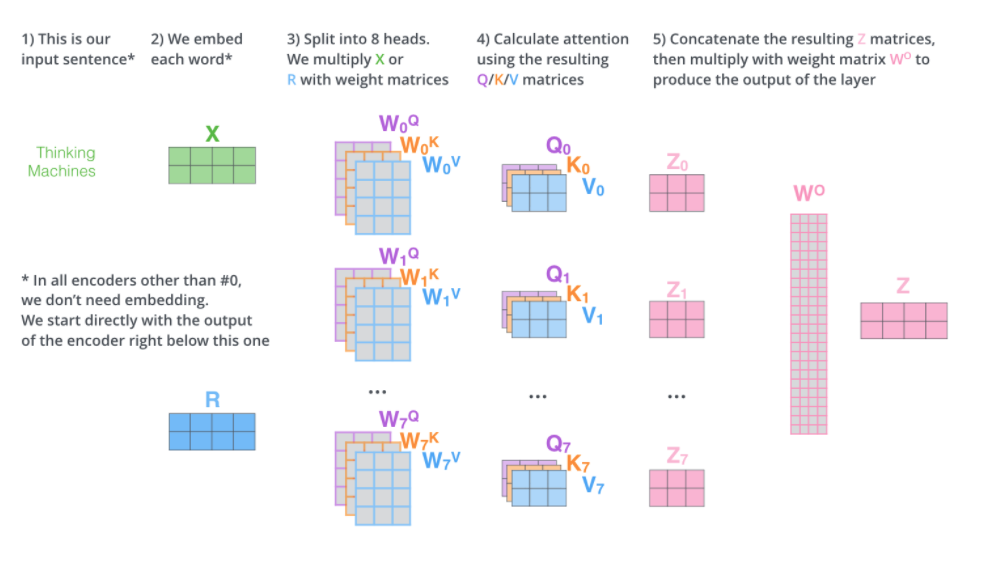 1) This is our
input sentence*
2) We embed
each word*
3) Split into 8 heads.
We multiply X or
R with weight matrices
4) Calculate attention
using the resulting
Q/K/V matrices
5) Concatenate the resulting Z matrices,
then multiply with weight matrix Wᴼ to
produce the output of the layer
Thinking
Machines
X
W₀Q
W₀K
W₀V
Q₀
K₀
V₀
Z₀
Wᴼ
* In all encoders other than #0,
we don’t need embedding.
We start directly with the output
of the encoder right below this one
W₁Q
W₁K
W₁V
Q₁
K₁
V₁
Z₁
Z
...
...
...
R
W₇Q
W₇K
W₇V
Q₇
K₇
V₇
Z₇